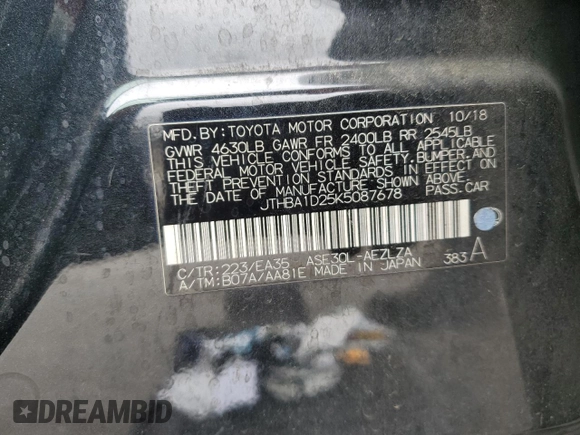 MFD. BY: TOYOTA MOTOR CORPORATION 10/18
GVWR 4630LB GAWR FR 2400LB RR 2545LB
THIS VEHICLE CONFORMS TO ALL APPLICABLE
FEDERAL MOTOR VEHICLE SAFETY, BUMPER, AND
THEFT PREVENTION STANDARDS IN EFFECT ON
THE DATE OF MANUFACTURE SHOWN ABOVE.
JTHBA1D25K5087678 PASS.CAR
C/TR: 223/EA35 ASE30L-AEZLZA
A/TM: B07A/AA81E MADE IN JAPAN 383 A
DREAMBID